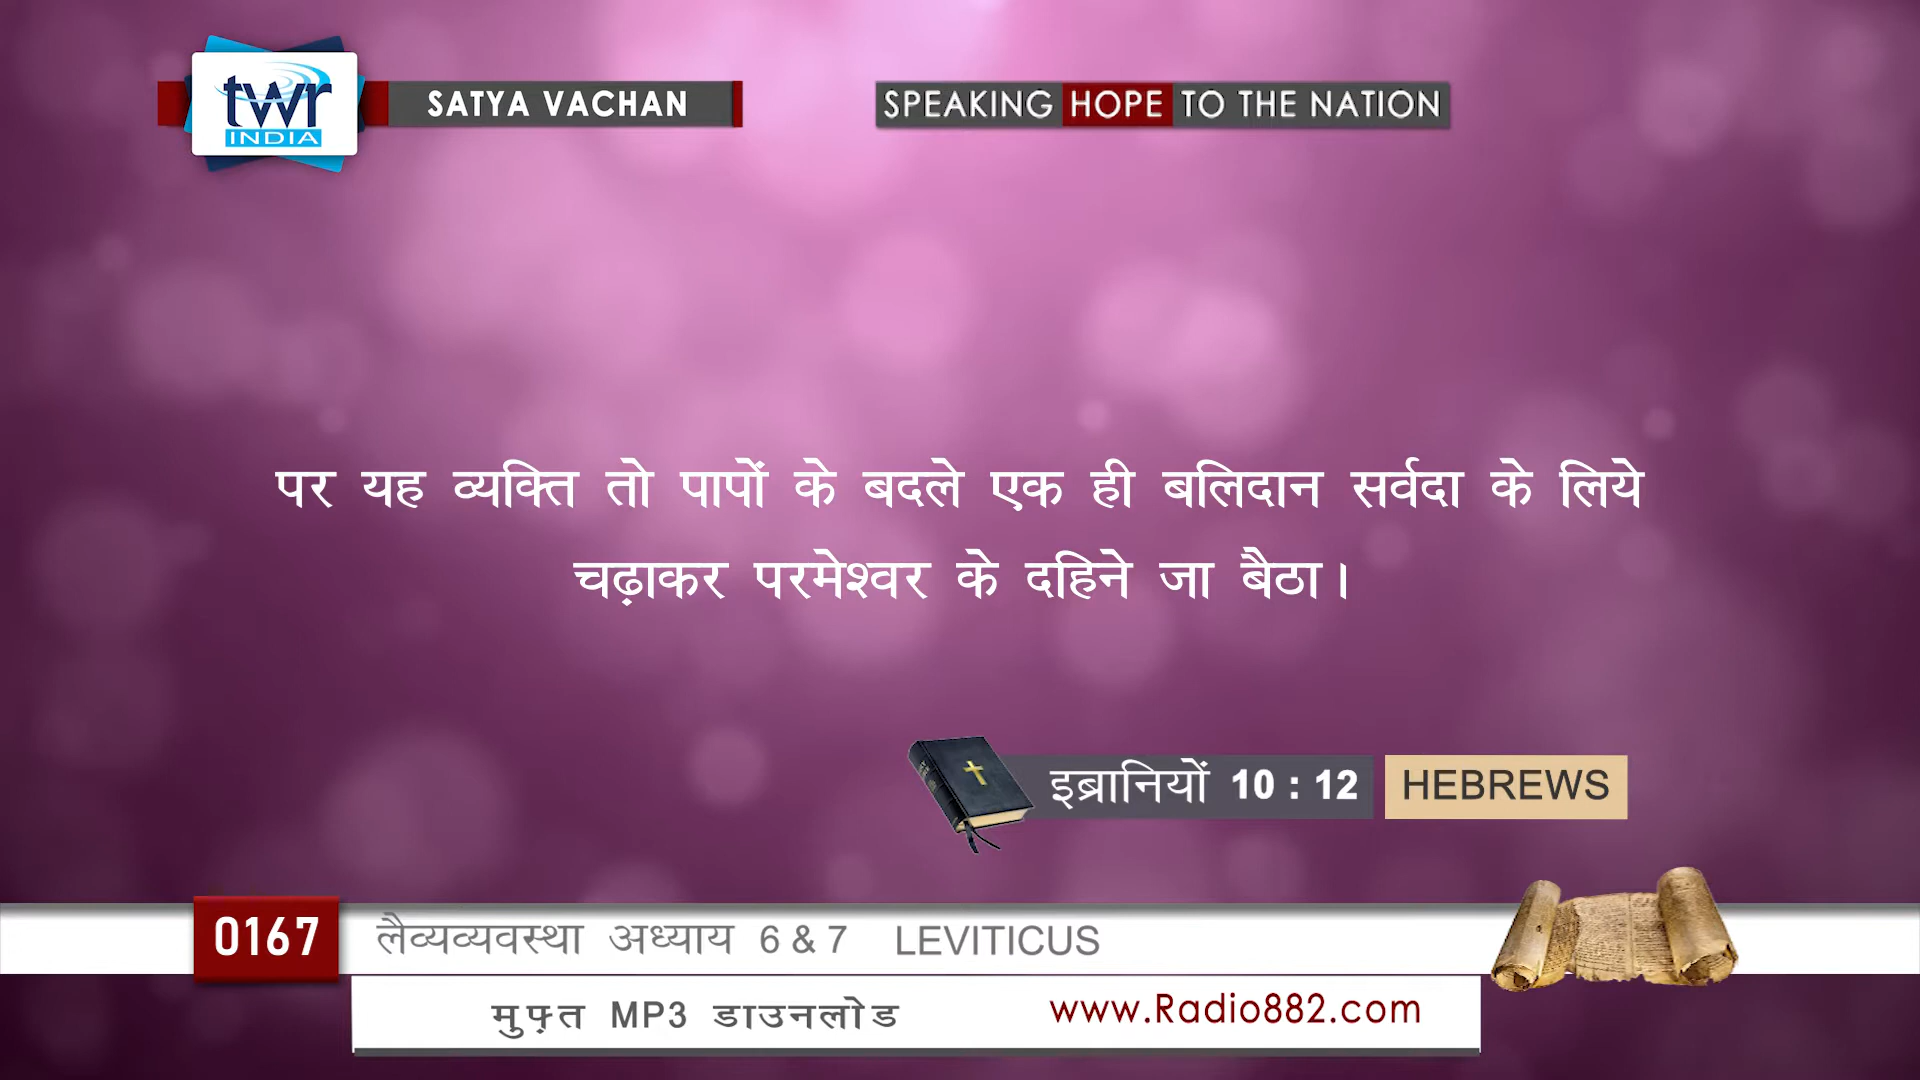 twr
INDIA
SATYA VACHAN
SPEAKING HOPE TO THE NATION
पर यह व्यक्ति तो पापों के बदले एक ही बलिदान सर्वदा के लिये
चढ़ाकर परमेश्वर के दहिने जा बैठा।
इब्रानियों 10 : 12 HEBREWS
0167 लैव्यव्यवस्था अध्याय 6 & 7 LEVITICUS
मुफ़्त MP3 डाउनलोड www.Radio882.com